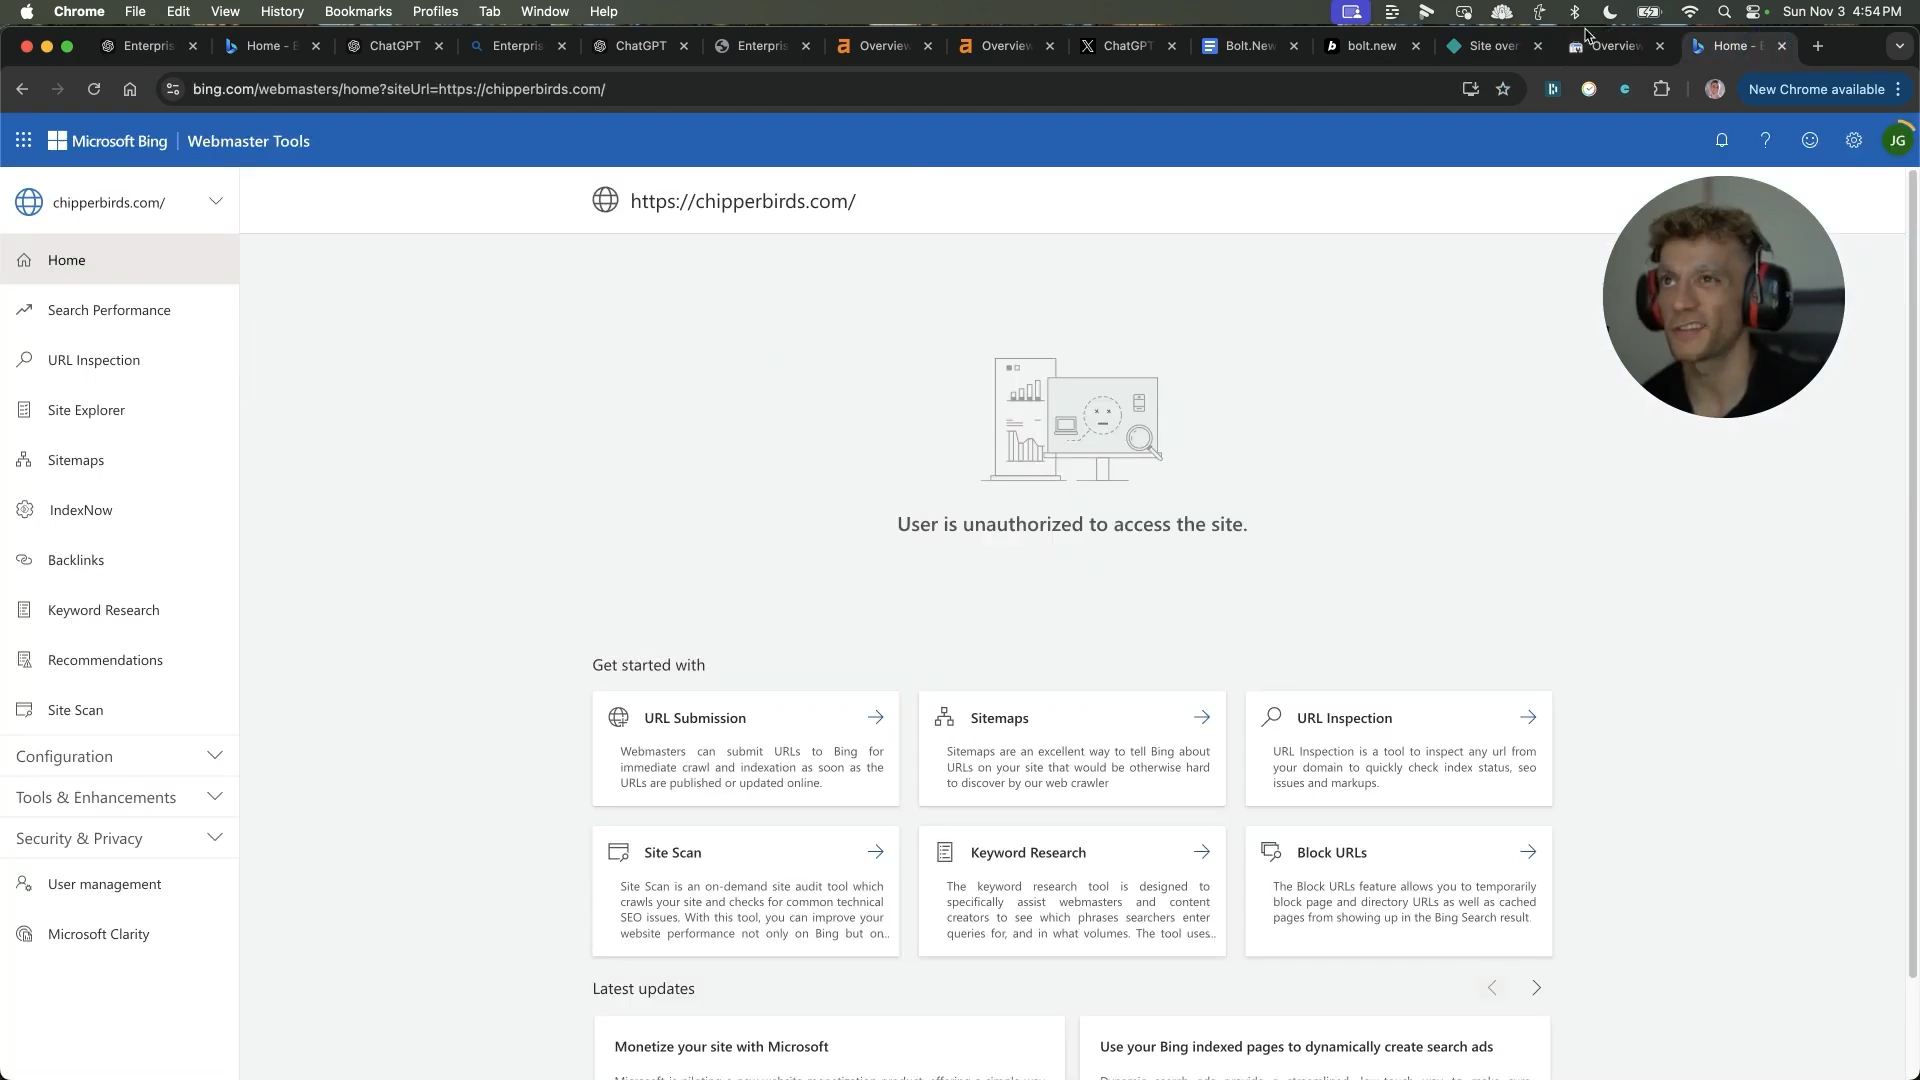 Chrome File Edit View History Bookmarks Profiles Tab Window Help Sun Nov 3 4:54 PM
Enterpris Home - E ChatGPT Enterpris ChatGPT Enterpris Overview Overview ChatGPT Bolt.New bolt.new Site over Overview Home - E
bing.com/webmasters/home?siteUrl=https://chipperbirds.com/ New Chrome available
Microsoft Bing Webmaster Tools JG
chipperbirds.com/
https://chipperbirds.com/
Home
Search Performance
URL Inspection
Site Explorer
Sitemaps
IndexNow
Backlinks
Keyword Research
Recommendations
Site Scan
Configuration
Tools & Enhancements
Security & Privacy
User management
Microsoft Clarity
User is unauthorized to access the site.
Get started with
URL Submission
Webmasters can submit URLs to Bing for
immediate crawl and indexation as soon as the
URLs are published or updated online.
Sitemaps
Sitemaps are an excellent way to tell Bing about
URLs on your site that would be otherwise hard
to discover by our web crawler
URL Inspection
URL Inspection is a tool to inspect any url from
your domain to quickly check index status, seo
issues and markups.
Site Scan
Site Scan is an on-demand site audit tool which
crawls your site and checks for common technical
SEO issues. With this tool, you can improve your
website performance not only on Bing but on..
Keyword Research
The keyword research tool is designed to
specifically assist webmasters and content
creators to see which phrases searchers enter
queries for, and in what volumes. The tool uses..
Block URLs
The Block URLs feature allows you to temporarily
block page and directory URLs as well as cached
pages from showing up in the Bing Search result.
Latest updates
Monetize your site with Microsoft
Use your Bing indexed pages to dynamically create search ads